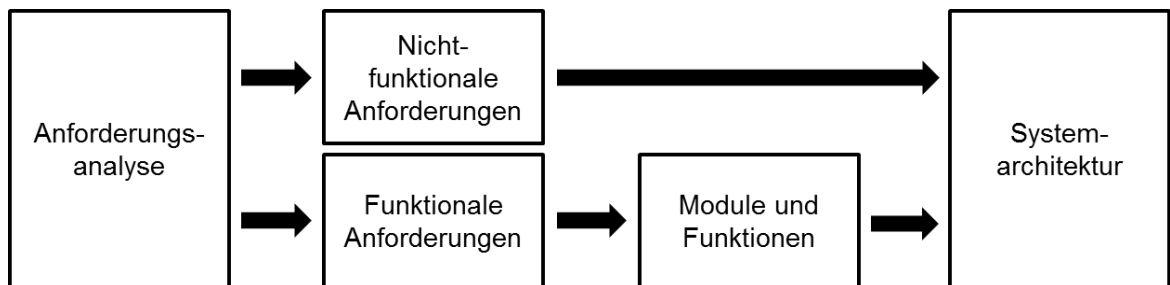 Anforderungs-
analyse
Nicht-
funktionale
Anforderungen
Funktionale
Anforderungen
Module und
Funktionen
System-
architektur